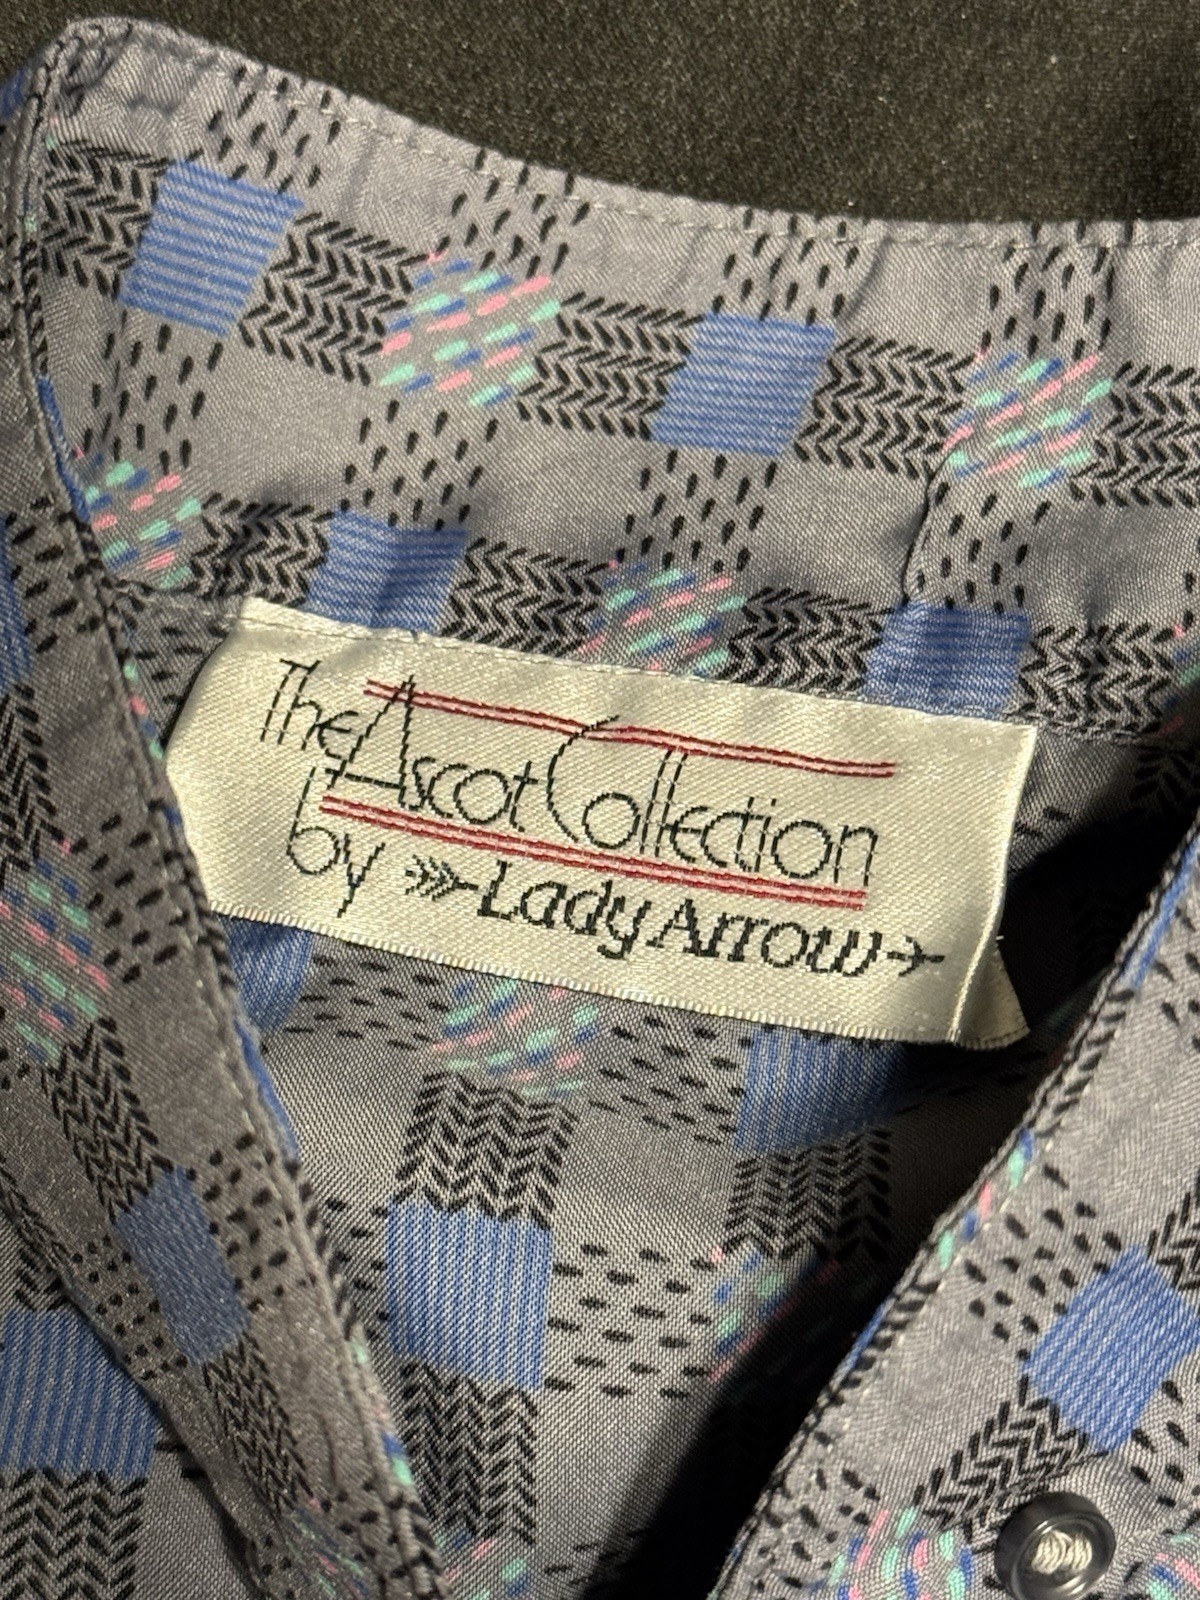 The Ascot Collection
by Lady Arrow